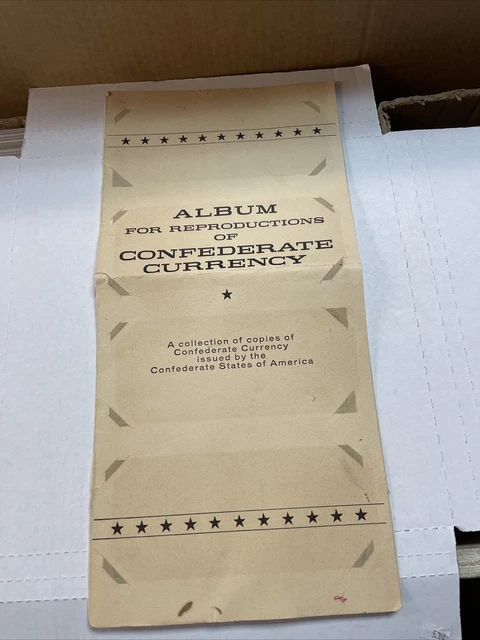 ALBUM
FOR REPRODUCTIONS
OF
CONFEDERATE
CURRENCY
A collection of copies of
Confederate Currency
issued by the
Confederate States of America